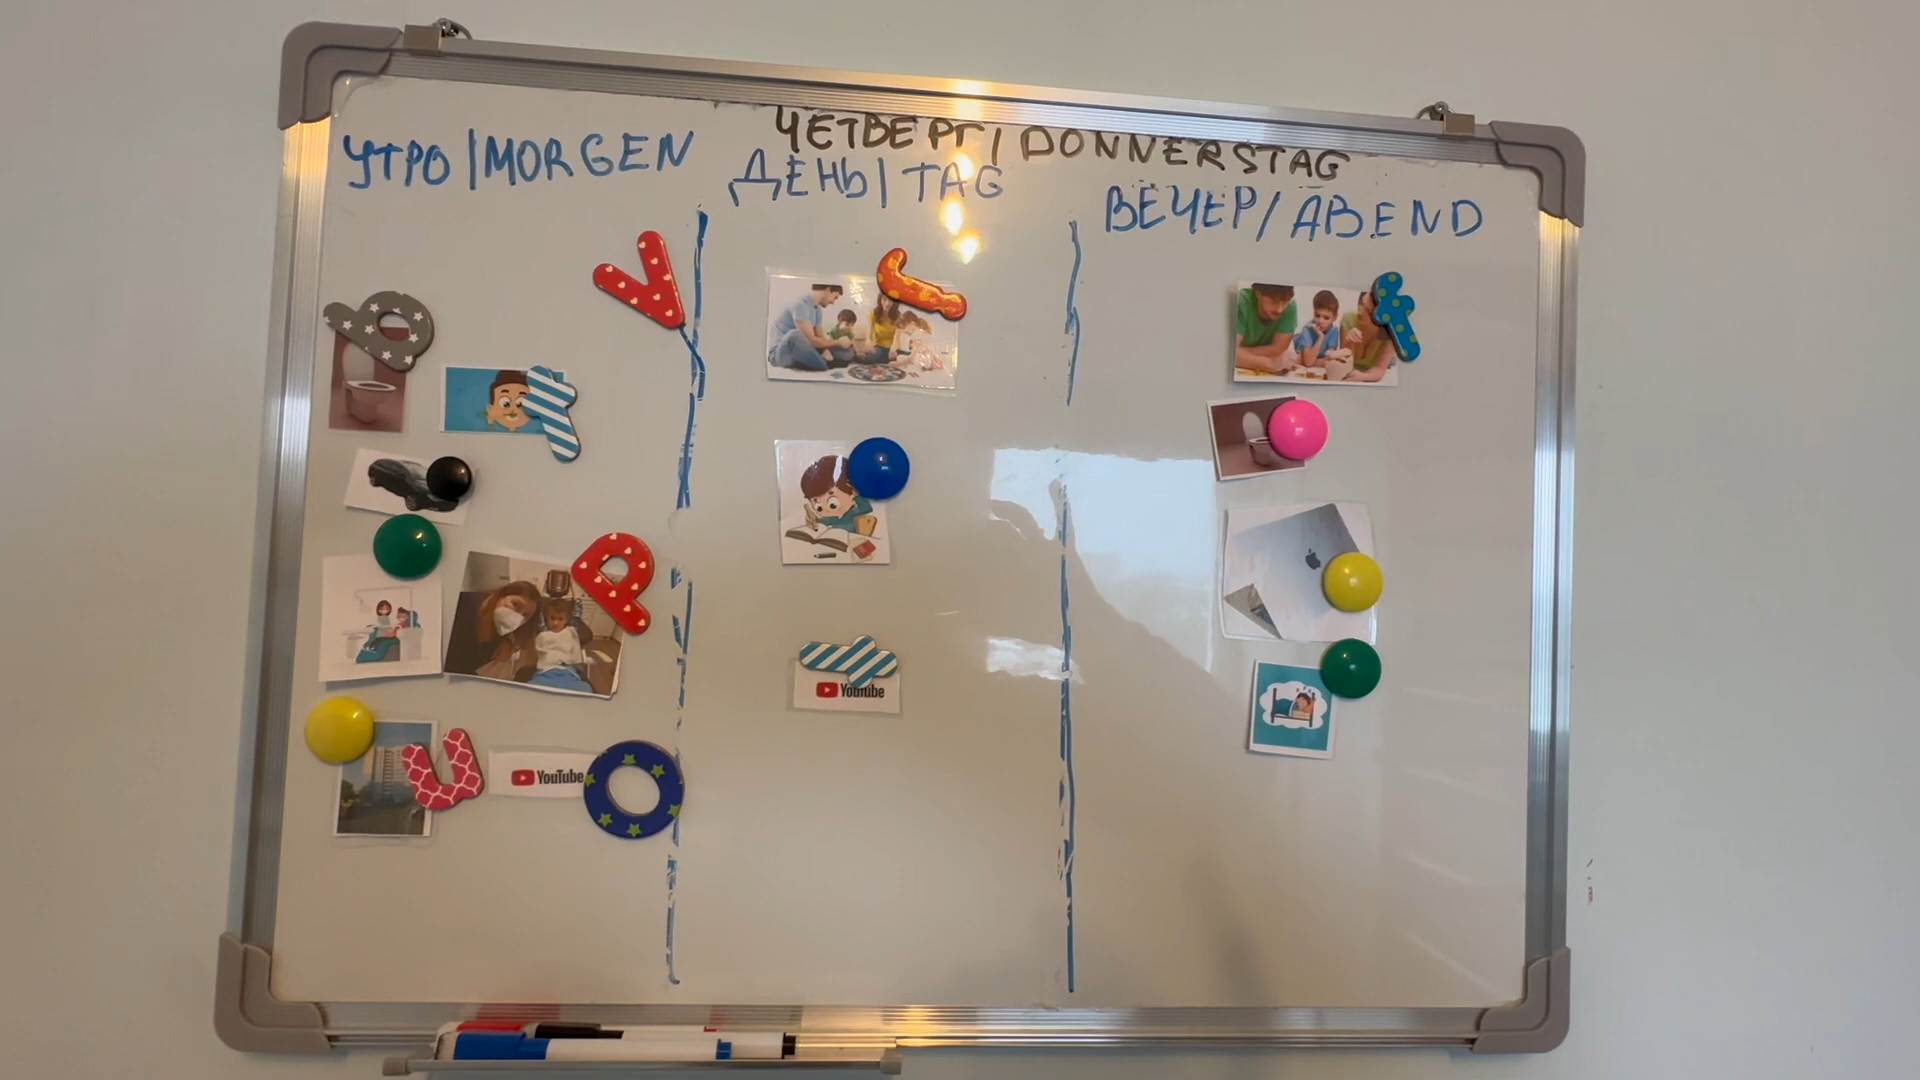 ЧЕТВЕРГ/DONNERSTAG
УТРО/MORGEN
ДЕНЬ/TAG
ВЕЧЕР/ABEND
YouTube
YouTube